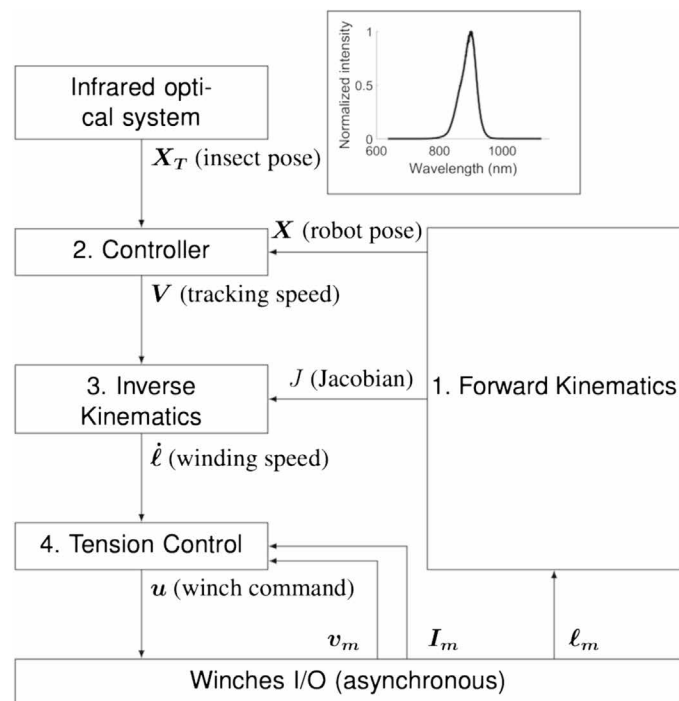 Infrared opti-
cal system
X_T (insect pose)
Normalized intensity
1
0.5
0
600
800
1000
Wavelength (nm)
X (robot pose)
2. Controller
V (tracking speed)
J (Jacobian)
1. Forward Kinematics
3. Inverse
Kinematics
ℓ̇ (winding speed)
4. Tension Control
u (winch command)
v_m
I_m
ℓ_m
Winches I/O (asynchronous)